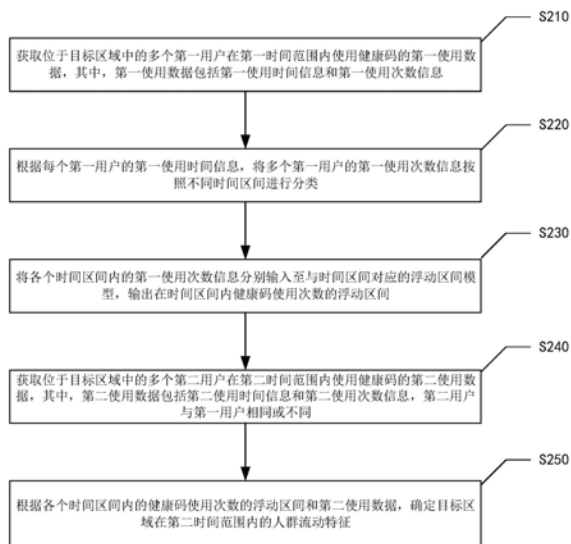 S210
获取位于目标区域中的多个第一用户在第一时间范围内使用健康码的第一使用数
据，其中，第一使用数据包括第一使用时间信息和第一使用次数信息
S220
根据每个第一用户的第一使用时间信息，将多个第一用户的第一使用次数信息按
照不同时间区间进行分类
S230
将各个时间区间内的第一使用次数信息分别输入至与时间区间对应的浮动区间模
型，输出在时间区间内健康码使用次数的浮动区间
S240
获取位于目标区域中的多个第二用户在第二时间范围内使用健康码的第二使用数
据，其中，第二使用数据包括第二使用时间信息和第二使用次数信息，第二用户
与第一用户相同或不同
S250
根据各个时间区间内的健康码使用次数的浮动区间和第二使用数据，确定目标区
域在第二时间范围内的人群流动特征